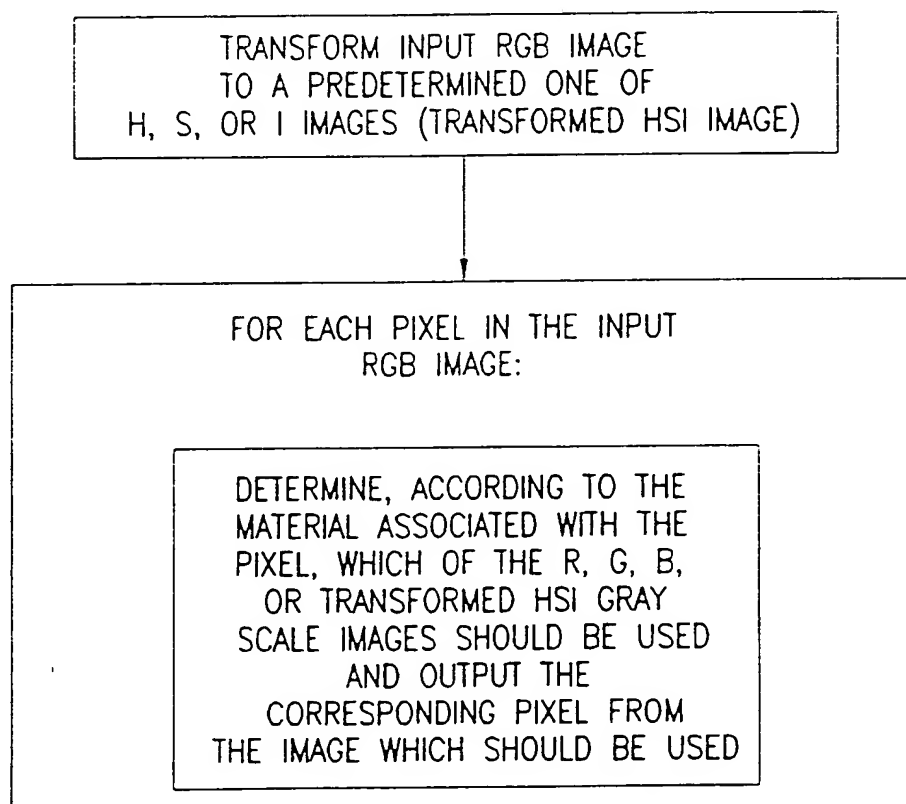 TRANSFORM INPUT RGB IMAGE
TO A PREDETERMINED ONE OF
H, S, OR I IMAGES (TRANSFORMED HSI IMAGE)
FOR EACH PIXEL IN THE INPUT
RGB IMAGE:
DETERMINE, ACCORDING TO THE
MATERIAL ASSOCIATED WITH THE
PIXEL, WHICH OF THE R, G, B,
OR TRANSFORMED HSI GRAY
SCALE IMAGES SHOULD BE USED
AND OUTPUT THE
CORRESPONDING PIXEL FROM
THE IMAGE WHICH SHOULD BE USED